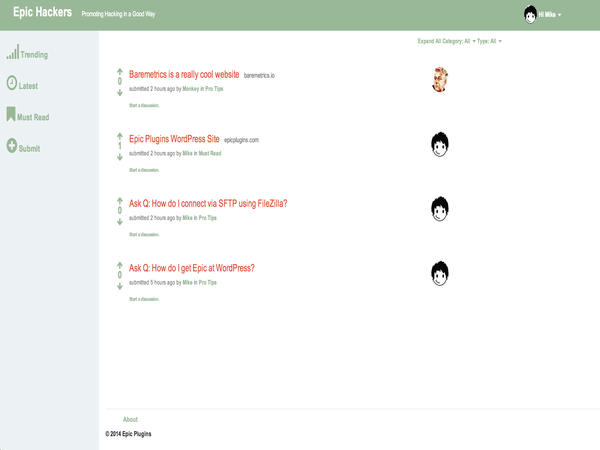 Epic Hackers Promoting Hacking in a Good Way Hi Mike
Expand All Category: All Type: All
Trending
Latest
Must Read
Submit
0
Baremetrics is a really cool website baremetrics.io
submitted 2 hours ago by Monkey in Pro Tips
Start a discussion.
1
Epic Plugins WordPress Site epicplugins.com
submitted 2 hours ago by Mike in Must Read
Start a discussion.
0
Ask Q: How do I connect via SFTP using FileZilla?
submitted 2 hours ago by Mike in Pro Tips
Start a discussion.
0
Ask Q: How do I get Epic at WordPress?
submitted 5 hours ago by Mike in Pro Tips
Start a discussion.
About
© 2014 Epic Plugins